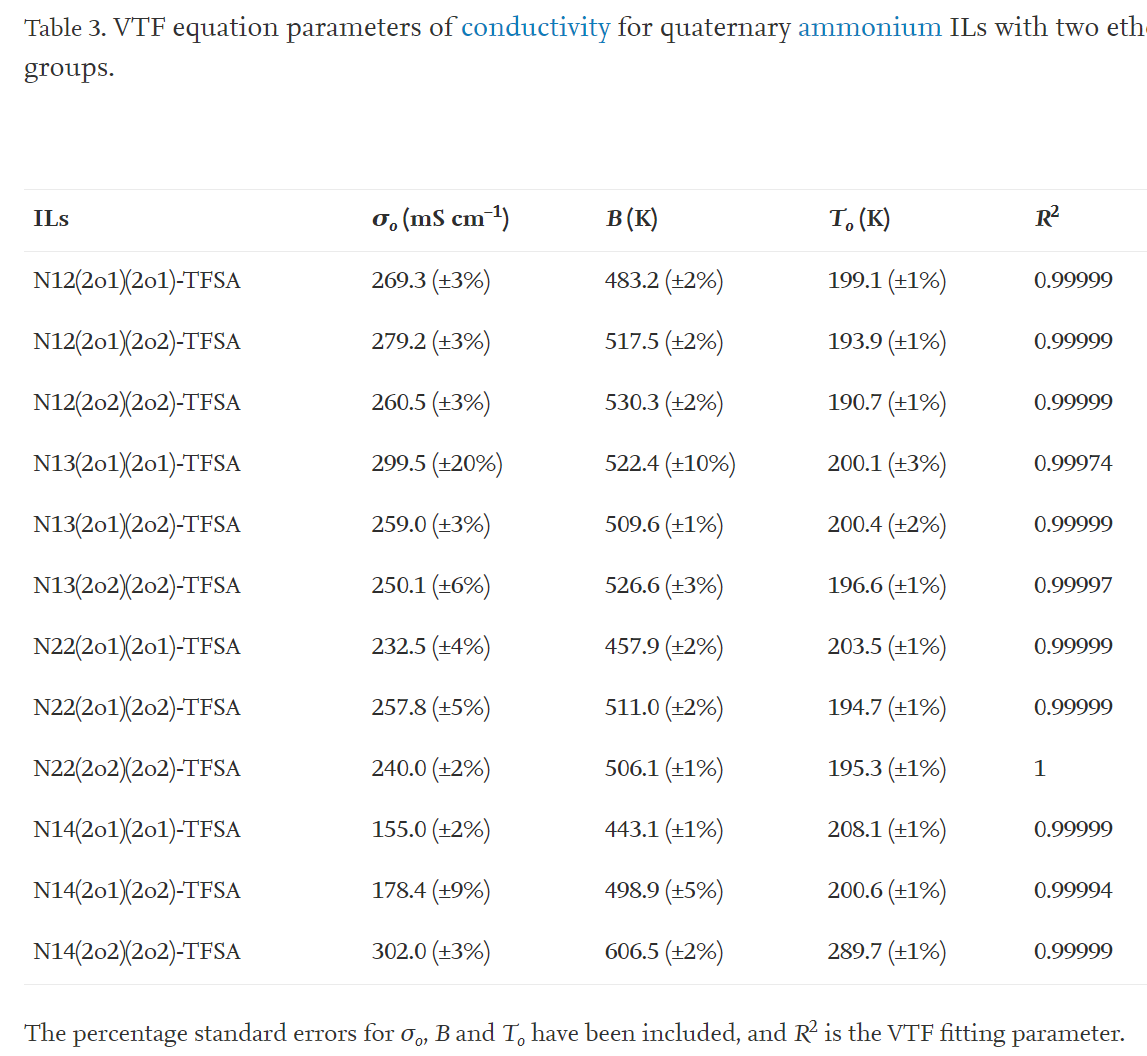 Table 3. VTF equation parameters of conductivity for quaternary ammonium ILs with two eth
groups.
ILs σo (mS cm–1) B (K) To (K) R2
N12(2o1)(2o1)-TFSA 269.3 (±3%) 483.2 (±2%) 199.1 (±1%) 0.99999
N12(2o1)(2o2)-TFSA 279.2 (±3%) 517.5 (±2%) 193.9 (±1%) 0.99999
N12(2o2)(2o2)-TFSA 260.5 (±3%) 530.3 (±2%) 190.7 (±1%) 0.99999
N13(2o1)(2o1)-TFSA 299.5 (±20%) 522.4 (±10%) 200.1 (±3%) 0.99974
N13(2o1)(2o2)-TFSA 259.0 (±3%) 509.6 (±1%) 200.4 (±2%) 0.99999
N13(2o2)(2o2)-TFSA 250.1 (±6%) 526.6 (±3%) 196.6 (±1%) 0.99997
N22(2o1)(2o1)-TFSA 232.5 (±4%) 457.9 (±2%) 203.5 (±1%) 0.99999
N22(2o1)(2o2)-TFSA 257.8 (±5%) 511.0 (±2%) 194.7 (±1%) 0.99999
N22(2o2)(2o2)-TFSA 240.0 (±2%) 506.1 (±1%) 195.3 (±1%) 1
N14(2o1)(2o1)-TFSA 155.0 (±2%) 443.1 (±1%) 208.1 (±1%) 0.99999
N14(2o1)(2o2)-TFSA 178.4 (±9%) 498.9 (±5%) 200.6 (±1%) 0.99994
N14(2o2)(2o2)-TFSA 302.0 (±3%) 606.5 (±2%) 289.7 (±1%) 0.99999
The percentage standard errors for σo, B and To have been included, and R2 is the VTF fitting parameter.